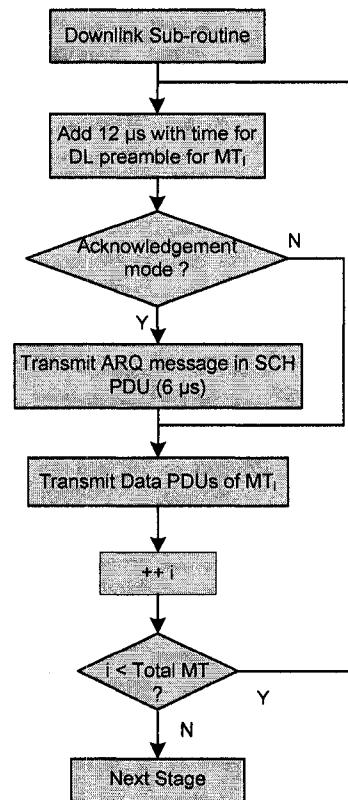 Downlink Sub-routine
Add 12 µs with time for
DL preamble for MTi
Acknowledgement
mode ?
N
Y
Transmit ARQ message in SCH
PDU (6 µs)
Transmit Data PDUs of MTi
++ i
i < Total MT
?
Y
N
Next Stage